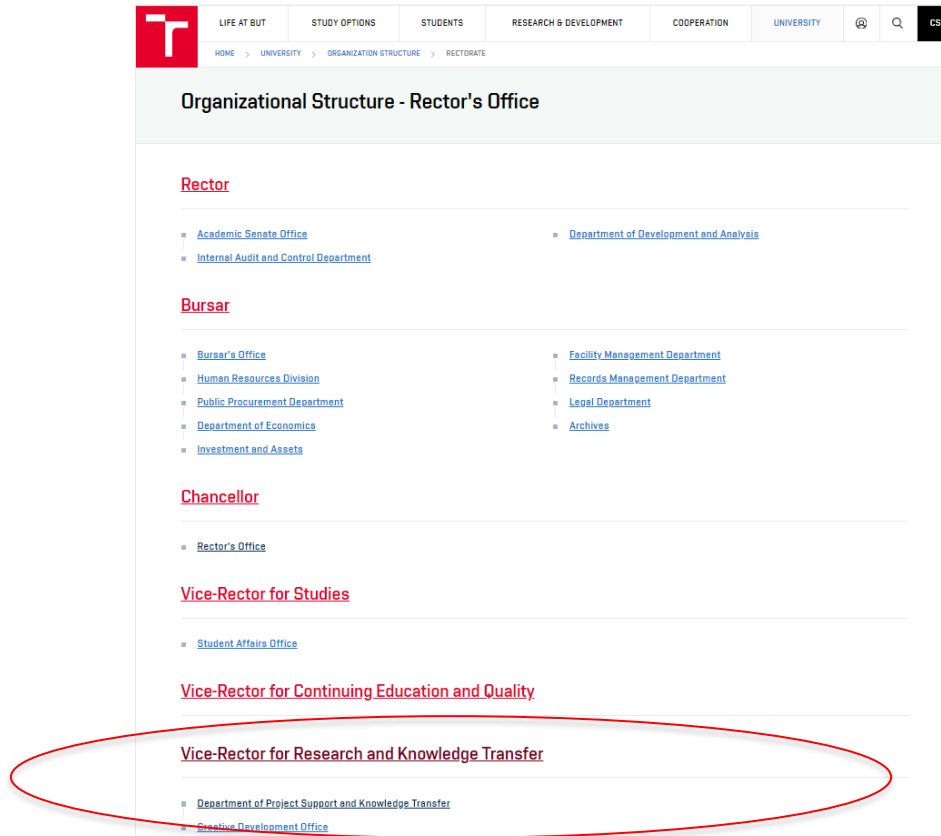 LIFE AT BUT STUDY OPTIONS STUDENTS RESEARCH & DEVELOPMENT COOPERATION UNIVERSITY CS
HOME > UNIVERSITY > ORGANIZATION STRUCTURE > RECTORATE
Organizational Structure - Rector's Office
Rector
Academic Senate Office
Department of Development and Analysis
Internal Audit and Control Department
Bursar
Bursar's Office
Facility Management Department
Human Resources Division
Records Management Department
Public Procurement Department
Legal Department
Department of Economics
Archives
Investment and Assets
Chancellor
Rector's Office
Vice-Rector for Studies
Student Affairs Office
Vice-Rector for Continuing Education and Quality
Vice-Rector for Research and Knowledge Transfer
Department of Project Support and Knowledge Transfer
Creative Development Office